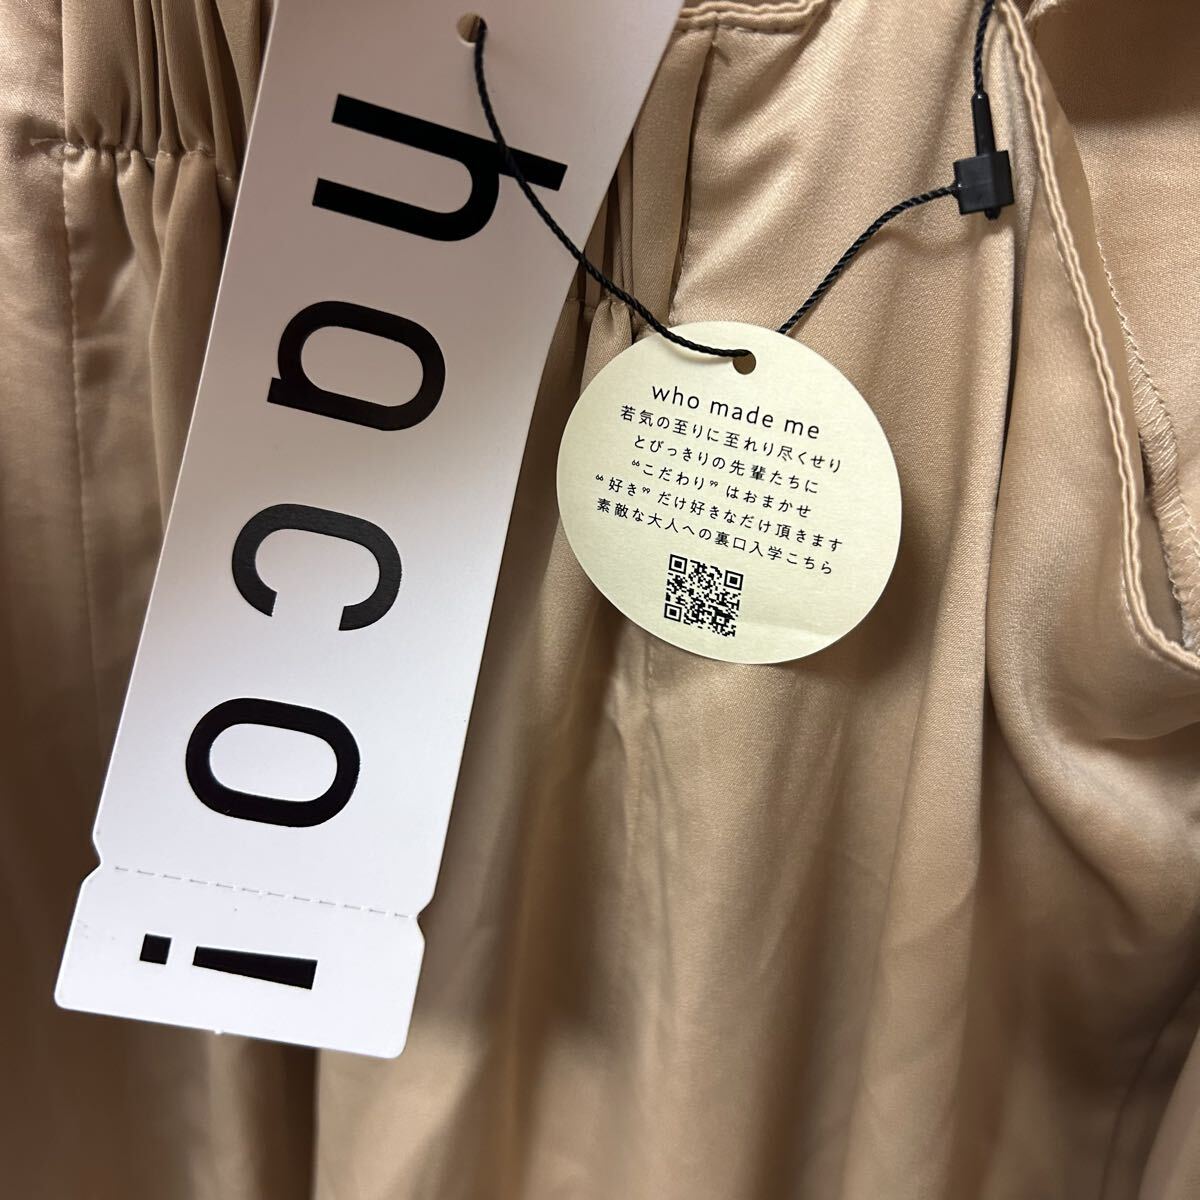 haco!
who made me
若気の至りに至れり尽くせり
とびっきりの先輩たちに
“こだわり”はおまかせ
“好き”だけ好きなだけ頂きます
素敵な大人への裏口入学こちら